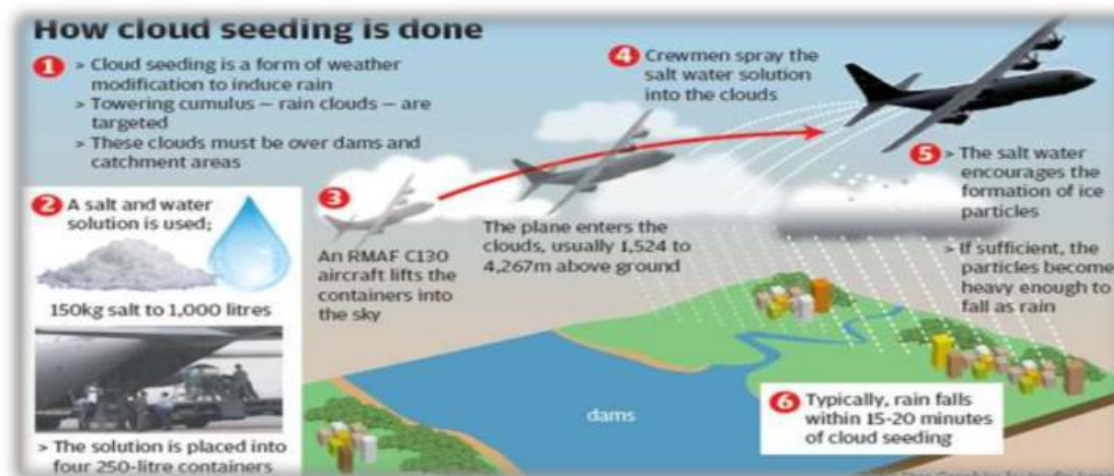 How cloud seeding is done
1 > Cloud seeding is a form of weather
modification to induce rain
> Towering cumulus – rain clouds – are
targeted
> These clouds must be over dams and
catchment areas
2 A salt and water
solution is used:
150kg salt to 1,000 litres
> The solution is placed into
four 250-litre containers
3
An RMAF C130
aircraft lifts the
containers into
the sky
The plane enters the
clouds, usually 1,524 to
4,267m above ground
4 Crewmen spray the
salt water solution
into the clouds
5 > The salt water
encourages the
formation of ice
particles
> If sufficient, the
particles become
heavy enough to
fall as rain
dams
6 Typically, rain falls
within 15-20 minutes
of cloud seeding